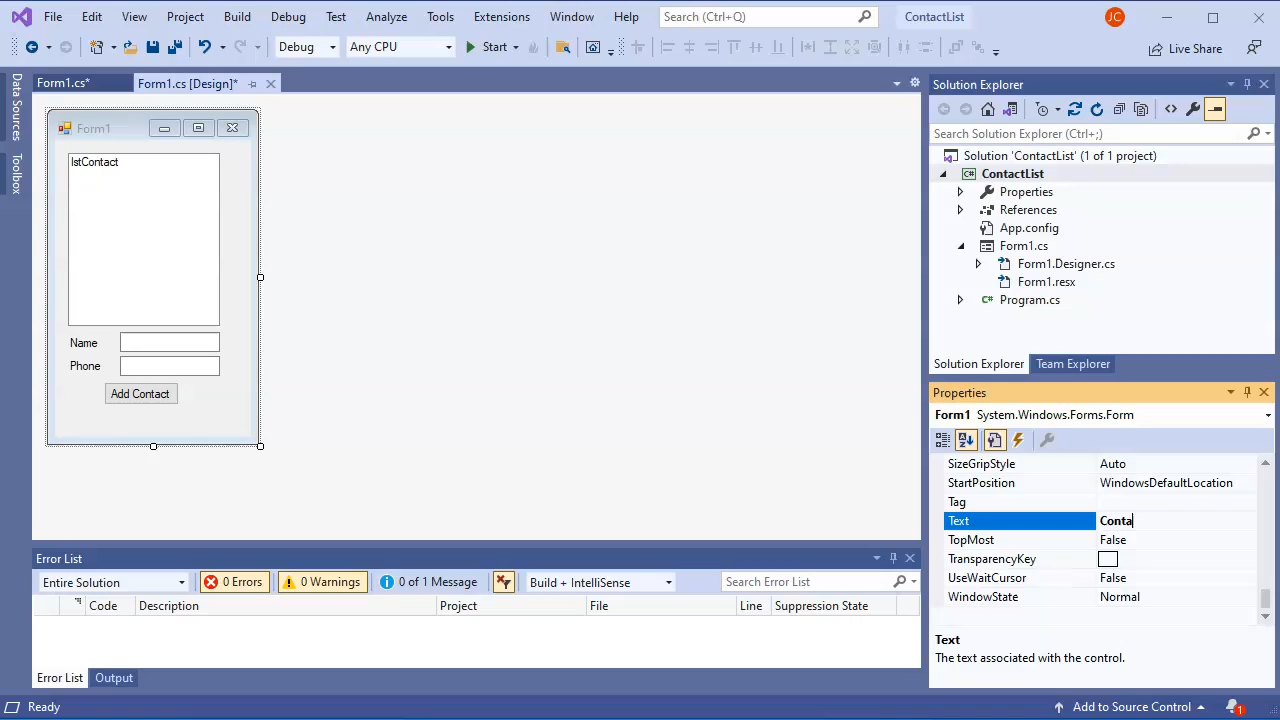 File Edit View Project Build Debug Test Analyze Tools Extensions Window Help Search (Ctrl+Q) ContactList JC
Debug Any CPU Start Live Share
Data Sources
Toolbox
Form1.cs* Form1.cs [Design]*
Form1
lstContact
Name
Phone
Add Contact
Solution Explorer
Search Solution Explorer (Ctrl+;)
Solution 'ContactList' (1 of 1 project)
C# ContactList
Properties
References
App.config
Form1.cs
Form1.Designer.cs
Form1.resx
C# Program.cs
Solution Explorer Team Explorer
Properties
Form1 System.Windows.Forms.Form
SizeGripStyle Auto
StartPosition WindowsDefaultLocation
Tag
Text Conta
TopMost False
TransparencyKey
UseWaitCursor False
WindowState Normal
Text
The text associated with the control.
Error List
Entire Solution 0 Errors 0 Warnings 0 of 1 Message Build + IntelliSense Search Error List
Code Description Project File Line Suppression State
Error List Output
Ready Add to Source Control 1